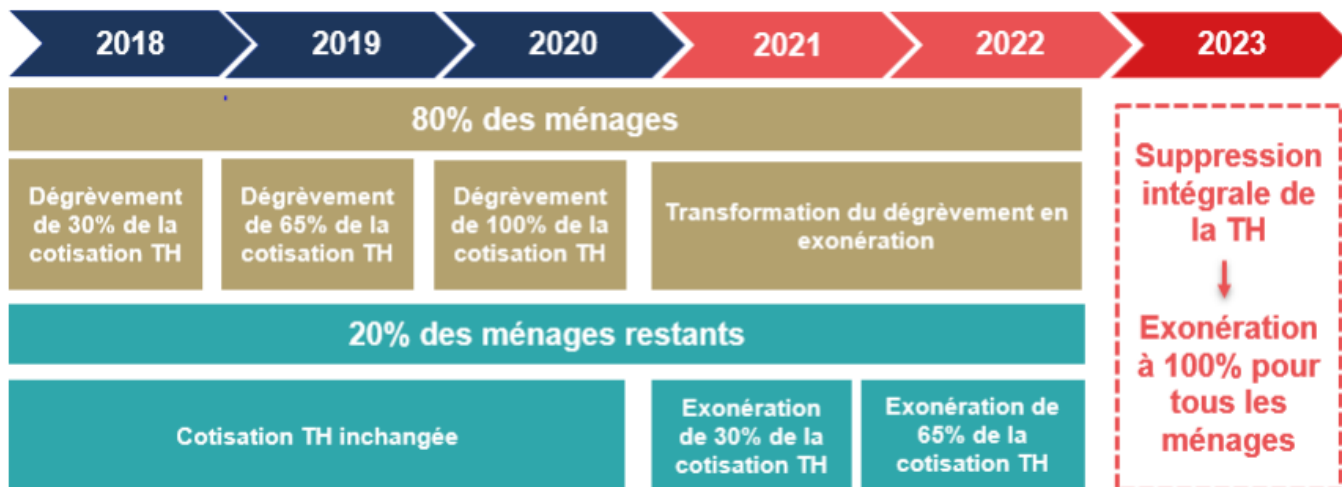 2018
2019
2020
2021
2022
2023
80% des ménages
Dégrèvement
de 30% de la
cotisation TH
Dégrèvement
de 65% de la
cotisation TH
Dégrèvement
de 100% de la
cotisation TH
Transformation du dégrèvement en
exonération
20% des ménages restants
Cotisation TH inchangée
Exonération
de 30% de la
cotisation TH
Exonération de
65% de la
cotisation TH
Suppression
intégrale de
la TH
Exonération
à 100% pour
tous les
ménages